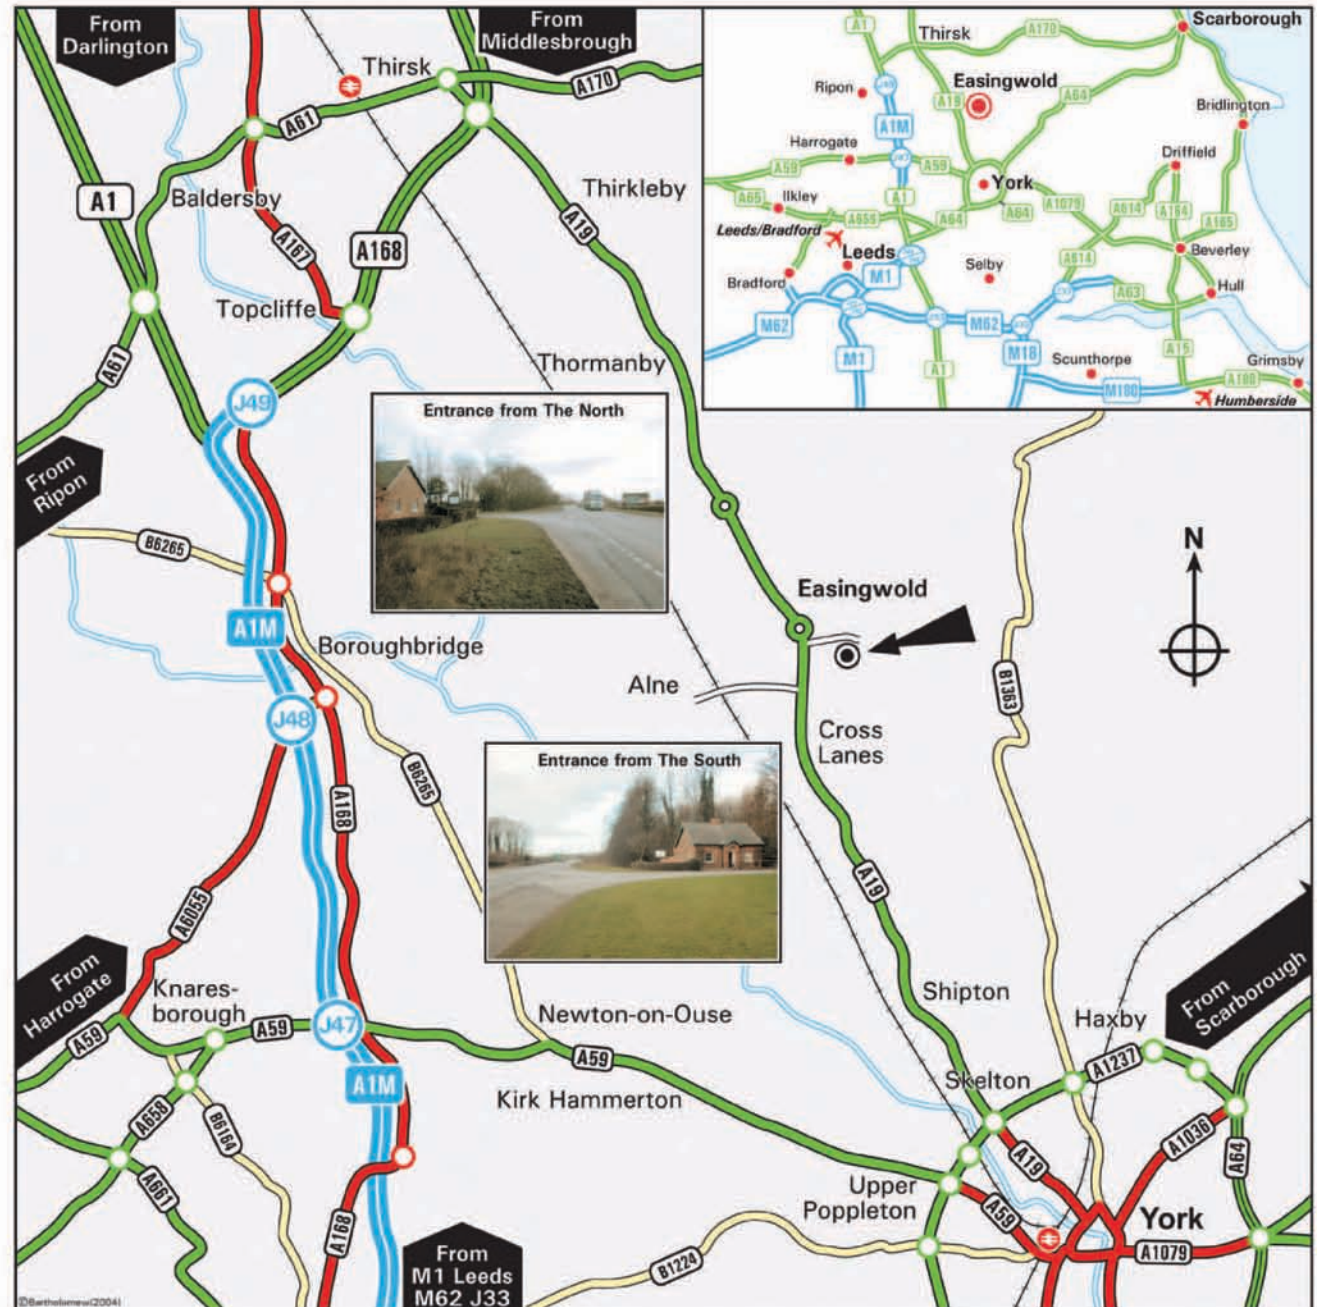 From
Darlington
From
Middlesbrough
Thirsk
A170
A61
A1
Baldersby
A167
A168
Thirkleby
A19
Topcliffe
A61
Thormanby
J49
From
Ripon
Entrance from The North
B6265
A1M
Boroughbridge
Easingwold
N
Alne
B1363
J48
Cross
Lanes
B6265
A168
Entrance from The South
A19
A6055
From
Harrogate
Knares-
borough
A59
A59
J47
Newton-on-Ouse
A59
Shipton
Haxby
From
Scarborough
A1M
Kirk Hammerton
Skelton
A1237
A658
B6164
A661
A19
A1036
A64
Upper
Poppleton
A59
York
A1079
A168
From
M1 Leeds
M62 J33
B1224
©Bartholomew(2004)
A1
Thirsk
A170
Scarborough
Ripon
J49
A19
Easingwold
A64
Bridlington
A1M
Harrogate
A59
J47
A59
Driffield
York
A65
Ilkley
A1
A659
A64
A64
A1079
A614
A164
A165
Leeds/Bradford
Leeds
Selby
A614
Beverley
Bradford
M1
A63
Hull
M62
M62
M1
M18
A1
Scunthorpe
A15
M180
A180
Grimsby
Humberside